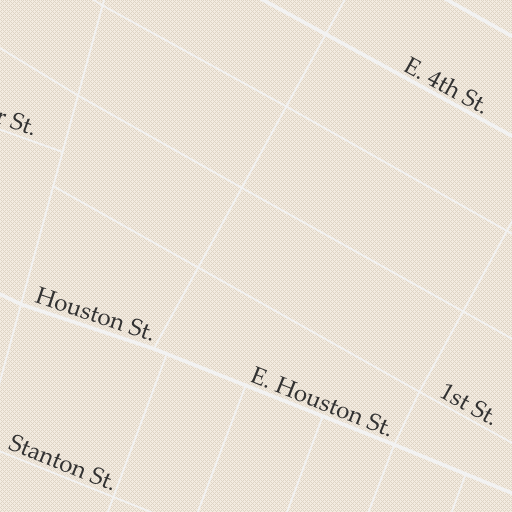 E. 4th St.
r St.
Houston St.
E. Houston St.
1st St.
Stanton St.